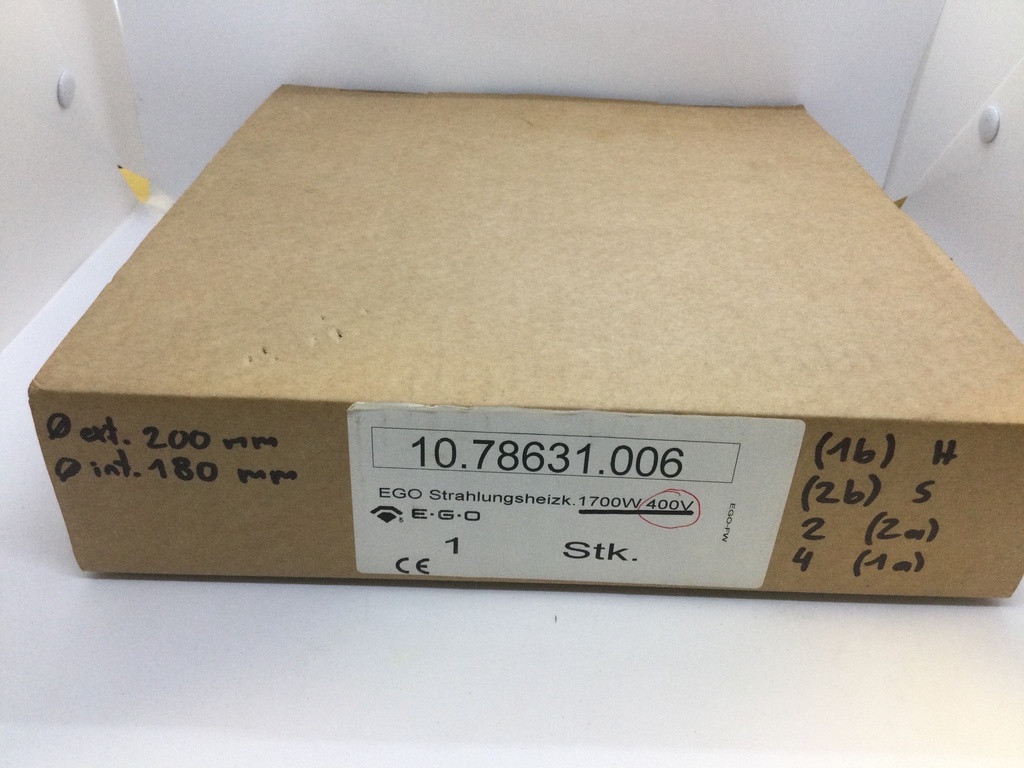 Ø ext. 200 mm
Ø int. 180 mm
10.78631.006
EGO Strahlungsheizk. 1700W 400V
E·G·O
1 Stk.
CE
EGO-FW
(1b) H
(2b) S
2 (2a)
4 (1a)